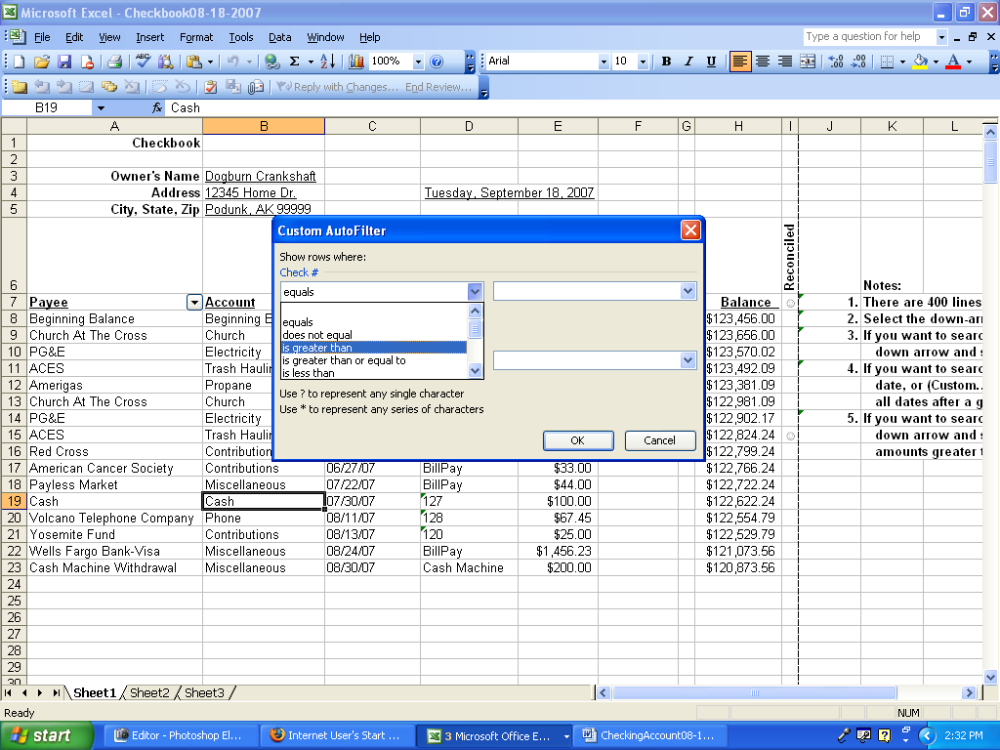 Microsoft Excel - Checkbook08-18-2007
File Edit View Insert Format Tools Data Window Help Type a question for help
100% Arial 10 B I U
Reply with Changes... End Review...
B19 fx Cash
A B C D E F G H I J K L
1 Checkbook
2
3 Owner's Name Dogburn Crankshaft
4 Address 12345 Home Dr. Tuesday, September 18, 2007
5 City, State, Zip Podunk, AK 99999
6 Reconciled Notes:
7 Payee Account Balance 1. There are 400 lines
8 Beginning Balance Beginning E $123,456.00 2. Select the down-arr
9 Church At The Cross Church $123,656.00 3. If you want to searc
10 PG&E Electricity $123,570.02 down arrow and s
11 ACES Trash Haulin $123,492.09 4. If you want to searc
12 Amerigas Propane $123,381.09 date, or (Custom..
13 Church At The Cross Church $122,981.09 all dates after a g
14 PG&E Electricity $122,902.17 5. If you want to searc
15 ACES Trash Haulin $122,824.24 down arrow and s
16 Red Cross Contribution $122,799.24 amounts greater t
17 American Cancer Society Contributions 06/27/07 BillPay $33.00 $122,766.24
18 Payless Market Miscellaneous 07/22/07 BillPay $44.00 $122,722.24
19 Cash Cash 07/30/07 127 $100.00 $122,622.24
20 Volcano Telephone Company Phone 08/11/07 128 $67.45 $122,554.79
21 Yosemite Fund Contributions 08/13/07 120 $25.00 $122,529.79
22 Wells Fargo Bank-Visa Miscellaneous 08/24/07 BillPay $1,456.23 $121,073.56
23 Cash Machine Withdrawal Miscellaneous 08/30/07 Cash Machine $200.00 $120,873.56
24
25
26
27
28
29
30
Custom AutoFilter
Show rows where:
Check #
equals
equals
does not equal
is greater than
is greater than or equal to
is less than
Use ? to represent any single character
Use * to represent any series of characters
OK Cancel
Sheet1 Sheet2 Sheet3
Ready NUM
start Editor - Photoshop El... Internet User's Start ... 3 Microsoft Office E... CheckingAccount08-1... 2:32 PM